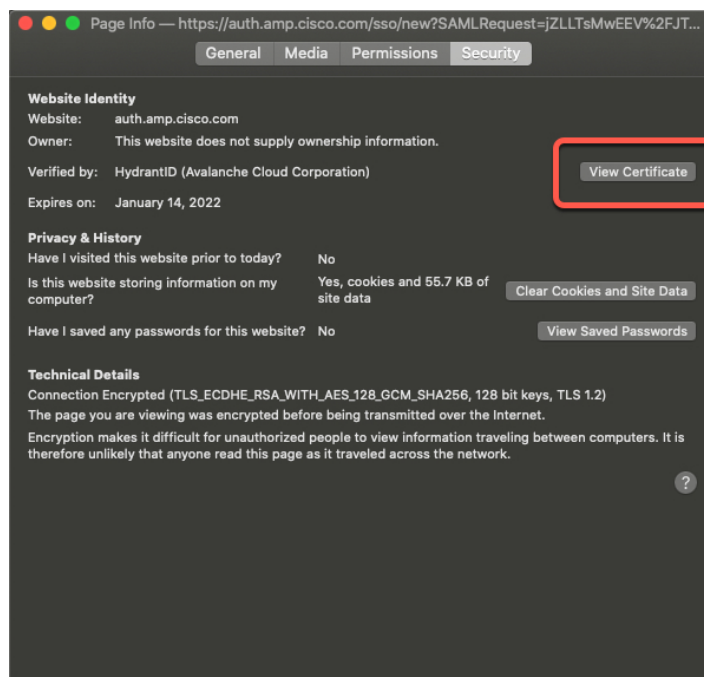 Page Info — https://auth.amp.cisco.com/sso/new?SAMLRequest=jZLLTsMwEEV%2FJT...
General Media Permissions Security
Website Identity
Website: auth.amp.cisco.com
Owner: This website does not supply ownership information.
Verified by: HydrantID (Avalanche Cloud Corporation) View Certificate
Expires on: January 14, 2022
Privacy & History
Have I visited this website prior to today? No
Is this website storing information on my
computer?
Yes, cookies and 55.7 KB of
site data
Clear Cookies and Site Data
Have I saved any passwords for this website? No View Saved Passwords
Technical Details
Connection Encrypted (TLS_ECDHE_RSA_WITH_AES_128_GCM_SHA256, 128 bit keys, TLS 1.2)
The page you are viewing was encrypted before being transmitted over the Internet.
Encryption makes it difficult for unauthorized people to view information traveling between computers. It is
therefore unlikely that anyone read this page as it traveled across the network.
?